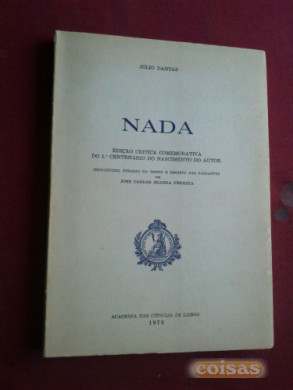 JÚLIO DANTAS
NADA
EDIÇÃO CRÍTICA COMEMORATIVA
DO 1.º CENTENÁRIO DO NASCIMENTO DO AUTOR
INTRODUÇÃO, FIXAÇÃO DO TEXTO E REGISTO DAS VARIANTES
DE
JOSÉ CARLOS SEABRA PEREIRA
ACADEMIA DAS CIÊNCIAS DE LISBOA
1976
coisas